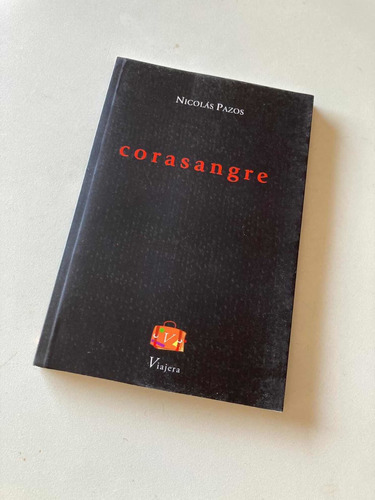 Nicolás Pazos
corasangre
V
Viajera